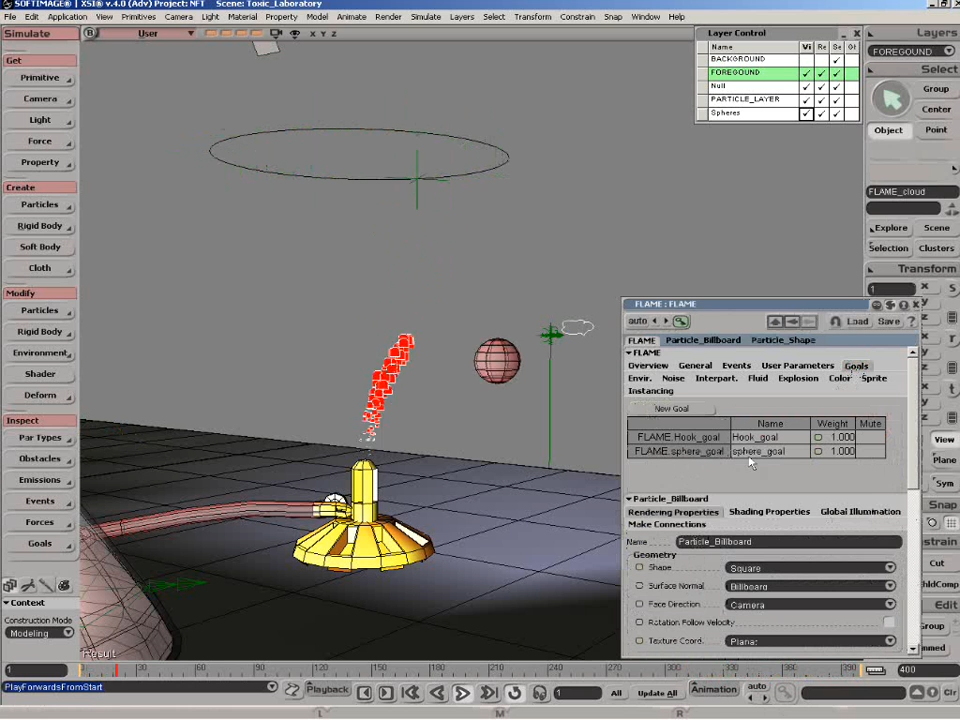 SOFTIMAGE® | XSI® v.4.0 (Adv) Project: NFT    Scene: Toxic_Laboratory
File Edit Application View Primitives Camera Light Material Property Model Animate Render Simulate Layers Select Transform Constrain Snap Window Help
Simulate
Get
Primitive
Camera
Light
Force
Property
Create
Particles
Rigid Body
Soft Body
Cloth
Modify
Particles
Rigid Body
Environment
Shader
Deform
Inspect
Par Types
Obstacles
Emissions
Events
Forces
Goals
Context
Construction Mode
Modeling
B User X Y Z
Result
Layer Control
Name Vi Re Se
BACKGROUND
FOREGOUND
Null
PARTICLE_LAYER
Spheres
Layers
FOREGOUND
Select
Group
Center
Object Point
FLAME_cloud
Explore Scene
Selection Clusters
Transform
1 x S
y
z
x
y
z
View
Plane
Sym
Snap
Cut
Edit
FLAME : FLAME
auto Load Save ?
FLAME Particle_Billboard Particle_Shape
FLAME
Overview General Events User Parameters Goals
Envir. Noise Interpart. Fluid Explosion Color Sprite
Instancing
New Goal
Name Weight Mute
FLAME.Hook_goal Hook_goal 1.000
FLAME.sphere_goal sphere_goal 1.000
Particle_Billboard
Rendering Properties Shading Properties Global Illumination
Make Connections
Name Particle_Billboard
Geometry
Shape Square
Surface Normal Billboard
Face Direction Camera
Rotation Follow Velocity
Texture Coord. Planar
1 30 60 90 120 150 180 210 240 270 300 330 360 390 400
PlayForwardsFromStart Playback 1 All Update All Animation auto Clr
L M R